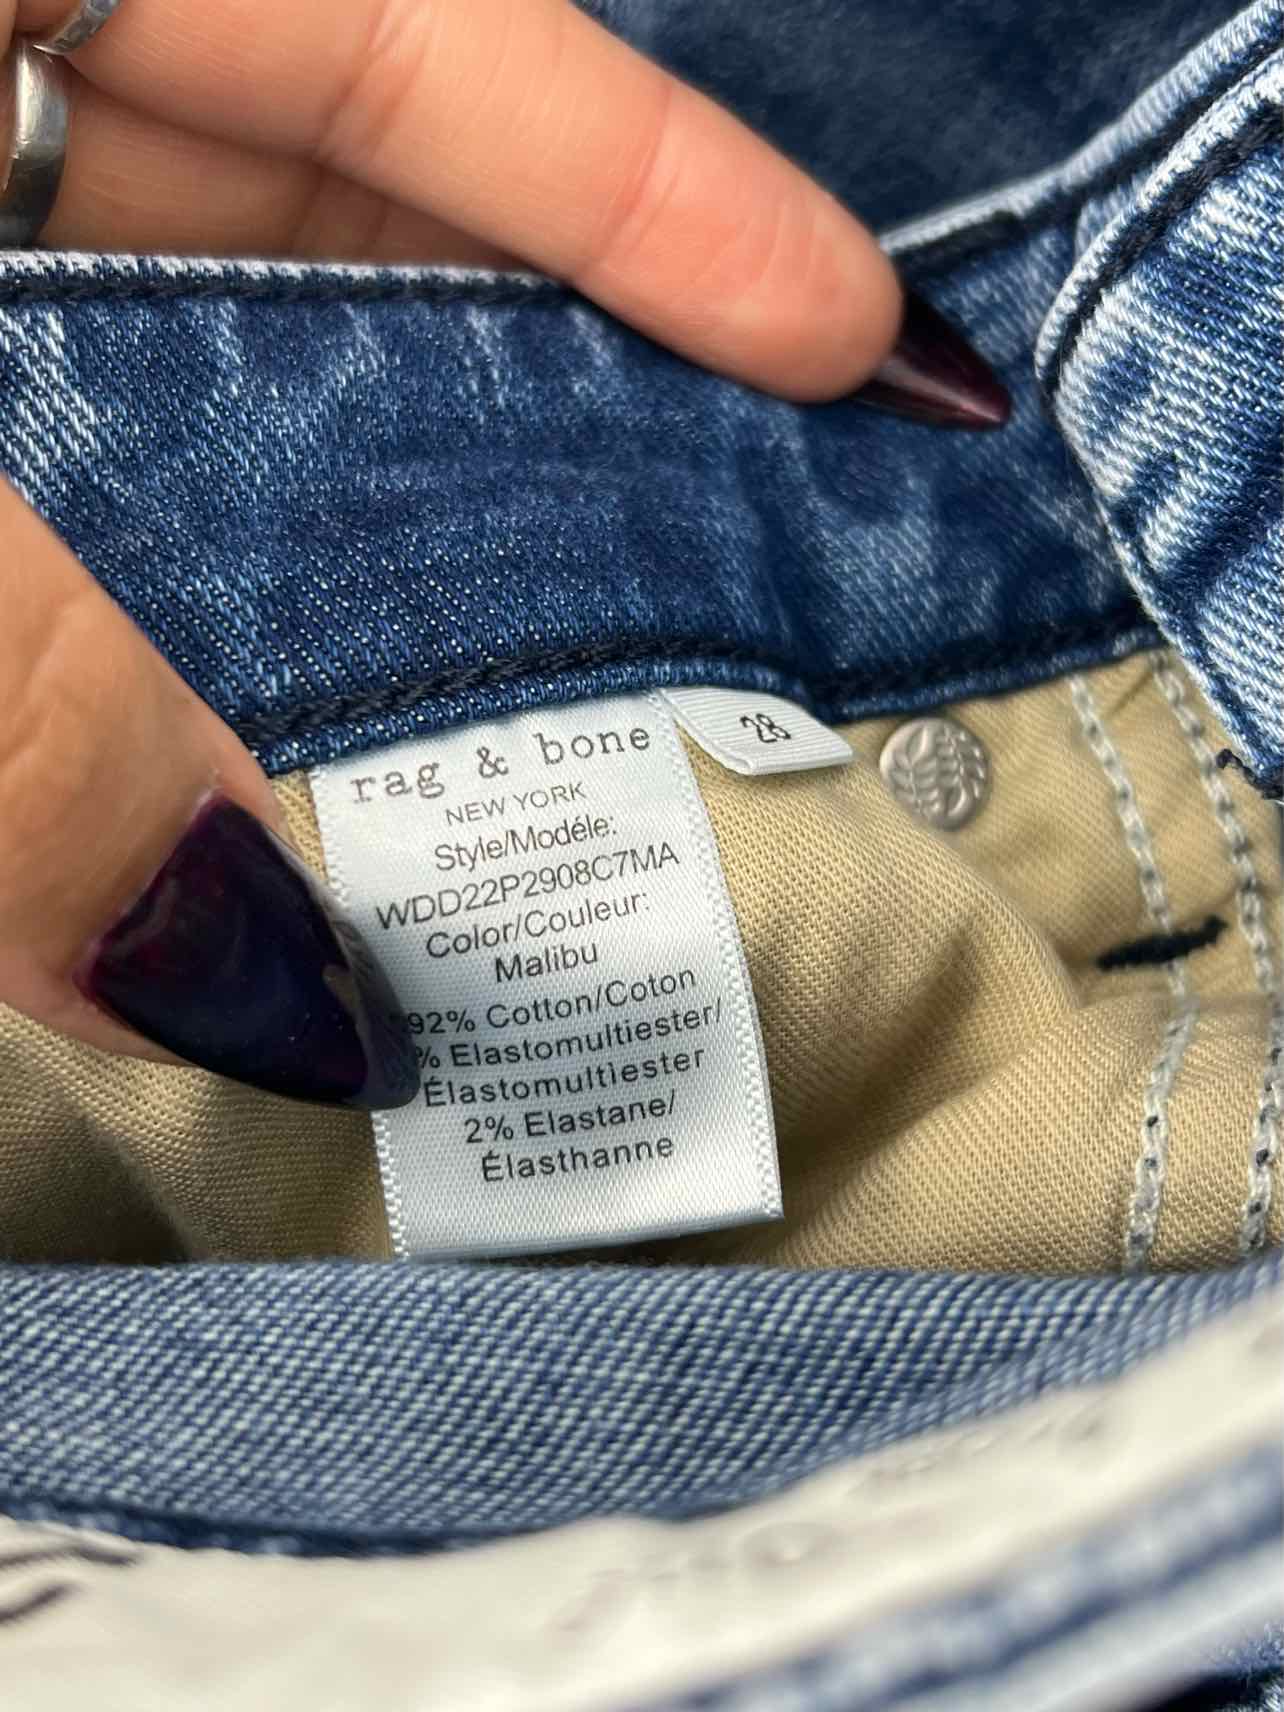 rag & bone
28
NEW YORK
Style/Modéle:
WDD22P2908C7MA
Color/Couleur:
Malibu
92% Cotton/Coton
% Elastomultiester/
Élastomultiester
2% Elastane/
Élasthanne